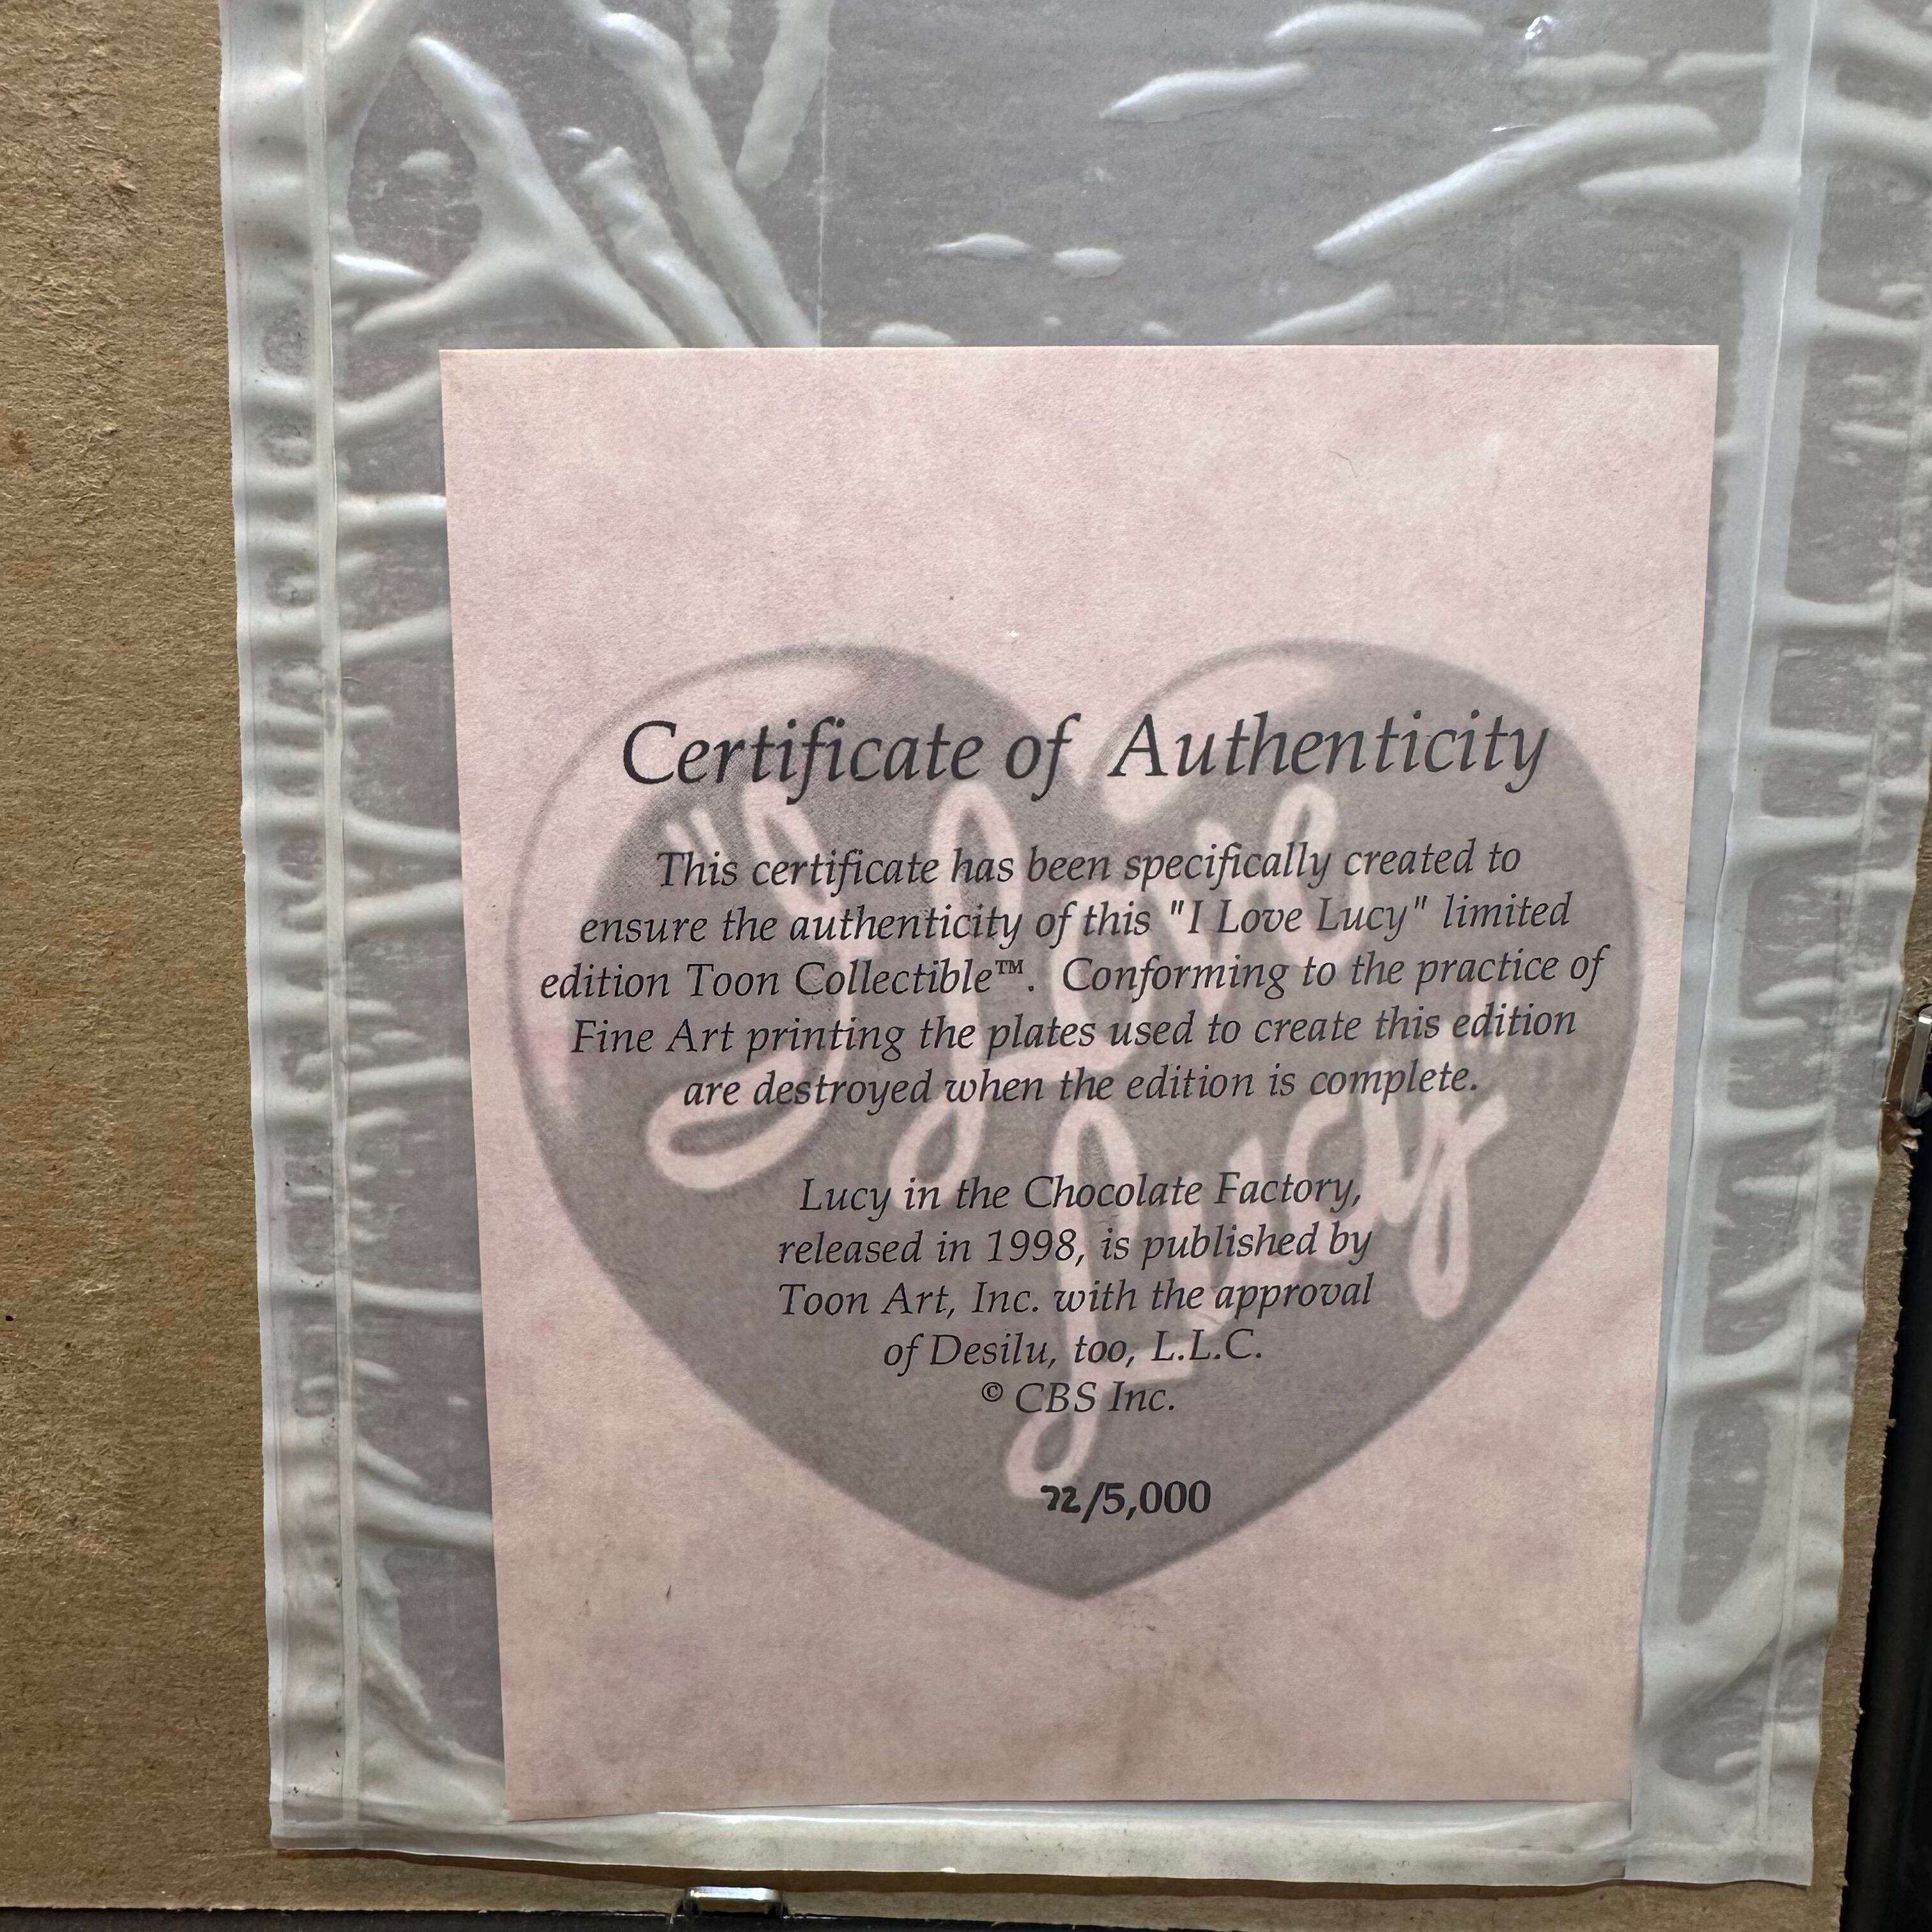 Certificate of Authenticity
This certificate has been specifically created to
ensure the authenticity of this "I Love Lucy" limited
edition Toon Collectible™. Conforming to the practice of
Fine Art printing the plates used to create this edition
are destroyed when the edition is complete.
Lucy in the Chocolate Factory,
released in 1998, is published by
Toon Art, Inc. with the approval
of Desilu, too, L.L.C.
© CBS Inc.
72/5,000
"I Love
Lucy"